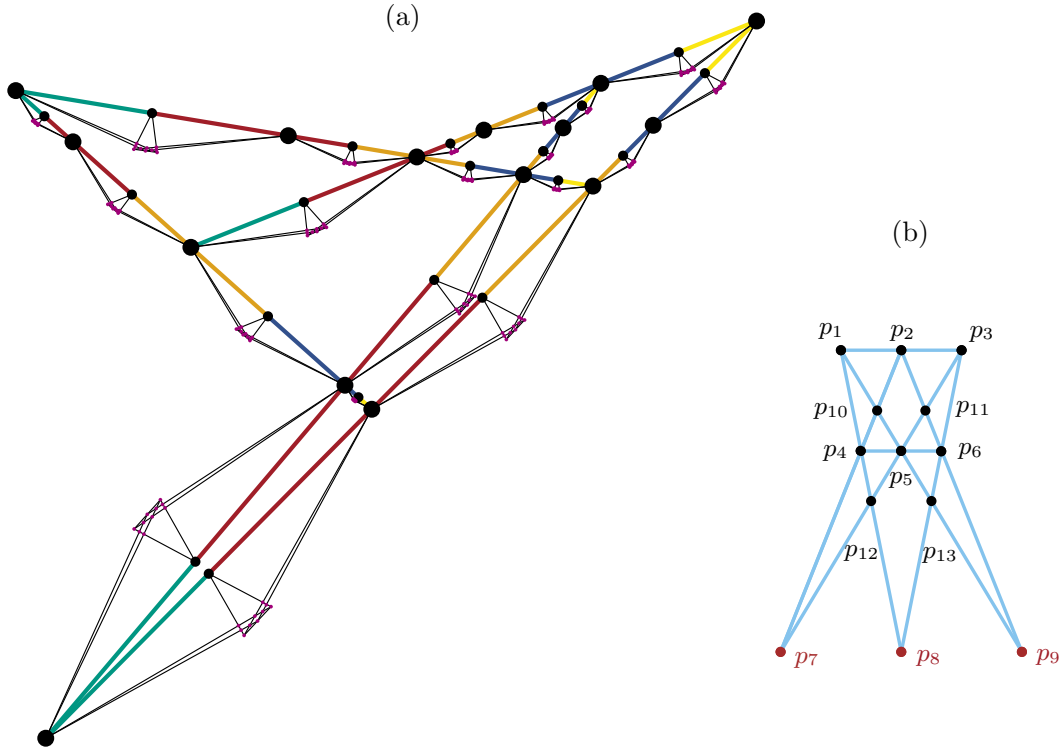 (a)
(b)
p₁ p₂ p₃
p₁₀ p₁₁
p₄ p₅ p₆
p₁₂ p₁₃
p₇ p₈ p₉